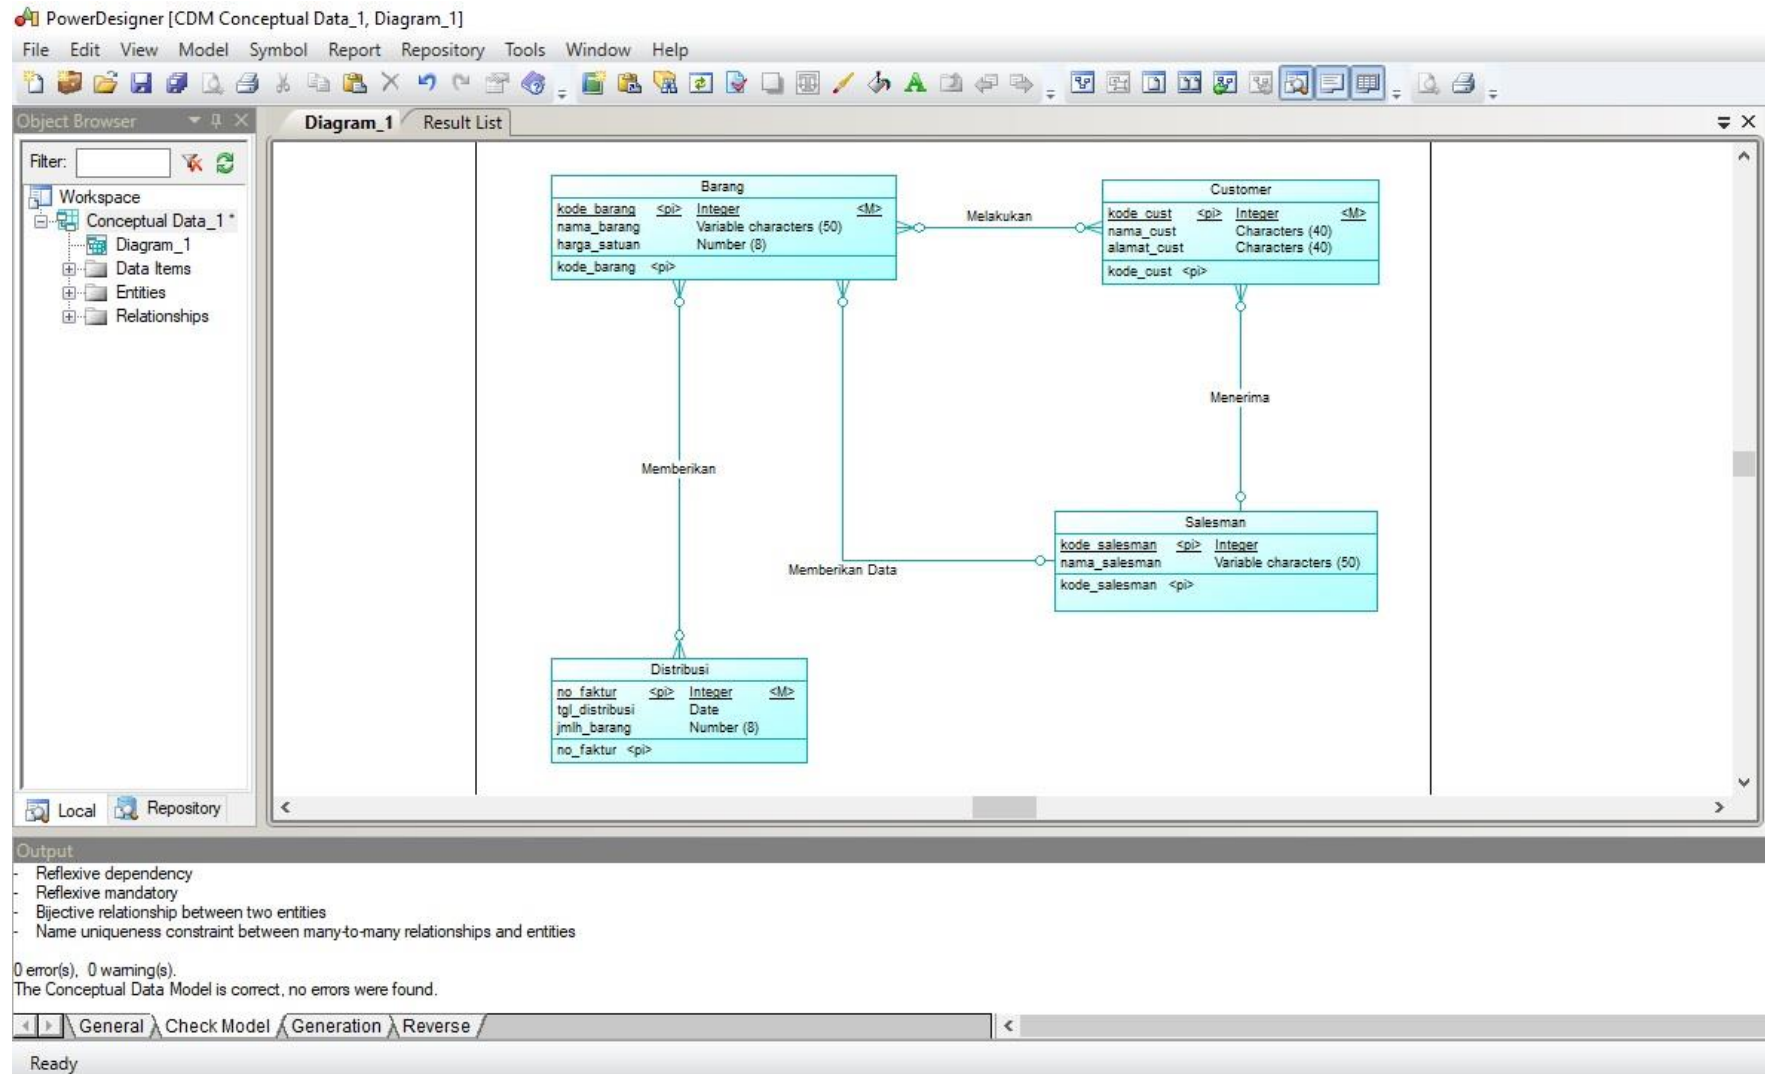 PowerDesigner [CDM Conceptual Data_1, Diagram_1]
File Edit View Model Symbol Report Repository Tools Window Help
Object Browser
Diagram_1 Result List
Filter:
Workspace
Conceptual Data_1 *
Diagram_1
Data Items
Entities
Relationships
Local Repository
Barang
kode_barang <pi> Integer <M>
nama_barang Variable characters (50)
harga_satuan Number (8)
kode_barang <pi>
Melakukan
Customer
kode_cust <pi> Integer <M>
nama_cust Characters (40)
alamat_cust Characters (40)
kode_cust <pi>
Menerima
Memberikan
Salesman
kode_salesman <pi> Integer
nama_salesman Variable characters (50)
kode_salesman <pi>
Memberikan Data
Distribusi
no_faktur <pi> Integer <M>
tgl_distribusi Date
jmlh_barang Number (8)
no_faktur <pi>
Output
- Reflexive dependency
- Reflexive mandatory
- Bijective relationship between two entities
- Name uniqueness constraint between many-to-many relationships and entities
0 error(s), 0 warning(s).
The Conceptual Data Model is correct, no errors were found.
General Check Model Generation Reverse
Ready